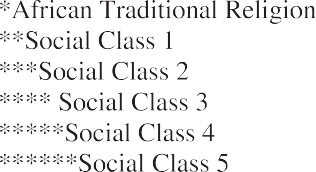 *African Traditional Religion
**Social Class 1
***Social Class 2
**** Social Class 3
*****Social Class 4
******Social Class 5